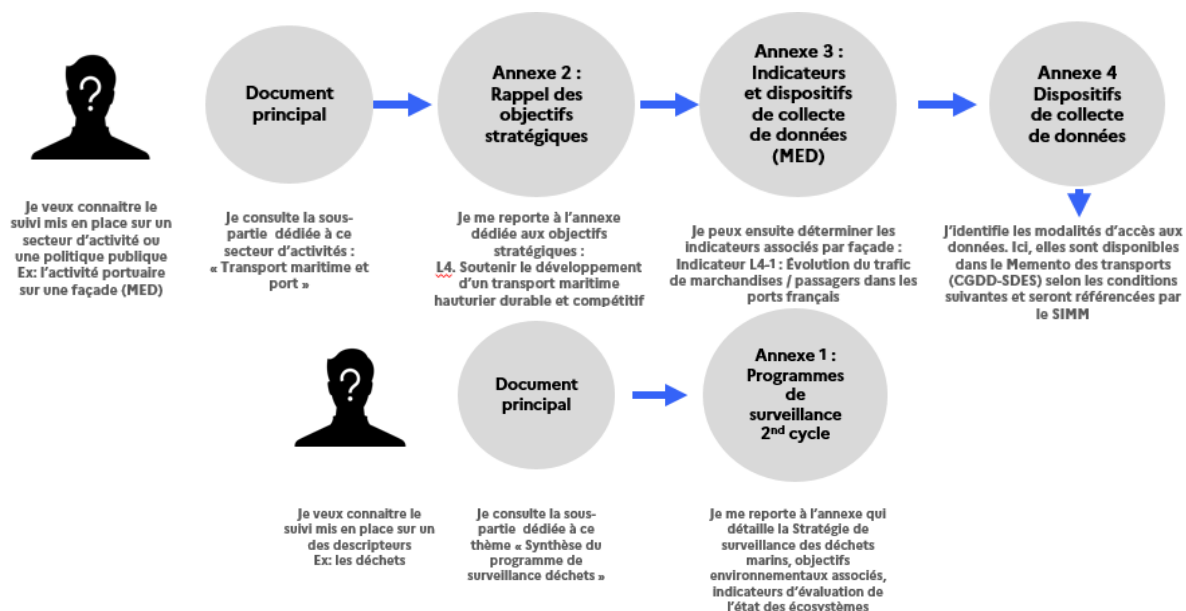 ?
Document
principal
Annexe 2 :
Rappel des
objectifs
stratégiques
Annexe 3 :
Indicateurs
et dispositifs
de collecte
de données
(MED)
Annexe 4
Dispositifs
de collecte
de données
Je veux connaitre le
suivi mis en place sur un
secteur d'activité ou
une politique publique
Ex: l'activité portuaire
sur une façade (MED)
Je consulte la sous-
partie dédiée à ce
secteur d'activités :
« Transport maritime et
port »
Je me reporte à l'annexe
dédiée aux objectifs
stratégiques :
L4. Soutenir le développement
d'un transport maritime
hauturier durable et compétitif
Je peux ensuite déterminer les
indicateurs associés par façade :
Indicateur L4-1 : Évolution du trafic
de marchandises / passagers dans les
ports français
J'identifie les modalités d'accès aux
données. Ici, elles sont disponibles
dans le Memento des transports
(CGDD-SDES) selon les conditions
suivantes et seront référencées par
le SIMM
?
Document
principal
Annexe 1 :
Programmes
de
surveillance
2nd cycle
Je veux connaitre le
suivi mis en place sur un
des descripteurs
Ex: les déchets
Je consulte la sous-
partie dédiée à ce
thème « Synthèse du
programme de
surveillance déchets »
Je me reporte à l'annexe qui
détaille la Stratégie de
surveillance des déchets
marins, objectifs
environnementaux associés,
indicateurs d'évaluation de
l'état des écosystèmes